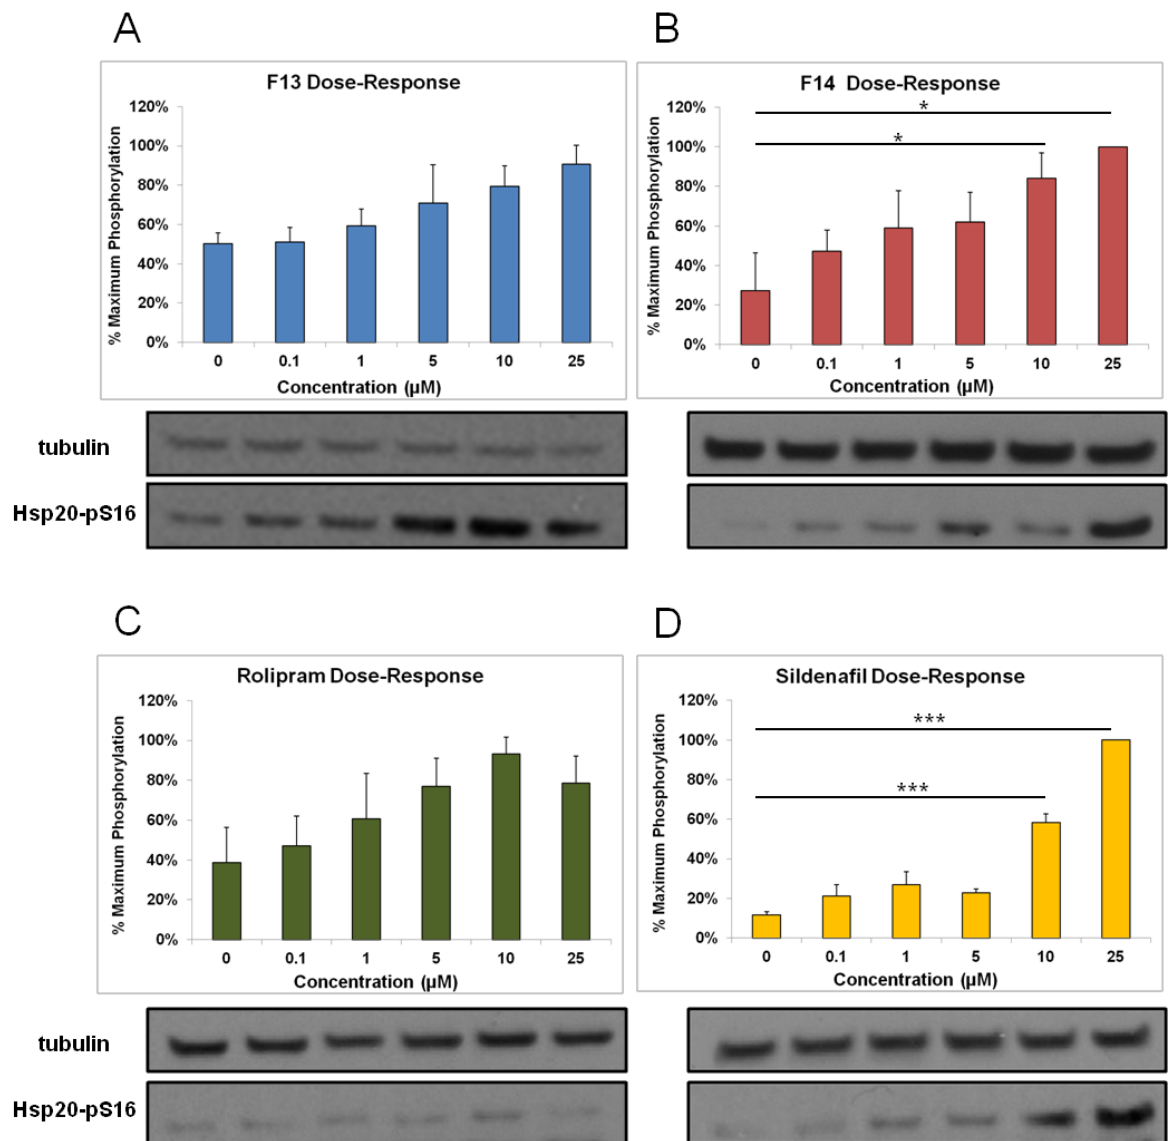 A
F13 Dose-Response
% Maximum Phosphorylation
120%
100%
80%
60%
40%
20%
0%
0 0.1 1 5 10 25
Concentration (µM)
tubulin
Hsp20-pS16
B
F14 Dose-Response
% Maximum Phosphorylation
120%
100%
80%
60%
40%
20%
0%
*
*
0 0.1 1 5 10 25
Concentration (µM)
C
Rolipram Dose-Response
% Maximum Phosphorylation
120%
100%
80%
60%
40%
20%
0%
0 0.1 1 5 10 25
Concentration (µM)
tubulin
Hsp20-pS16
D
Sildenafil Dose-Response
% Maximum Phosphorylation
120%
100%
80%
60%
40%
20%
0%
***
***
0 0.1 1 5 10 25
Concentration (µM)